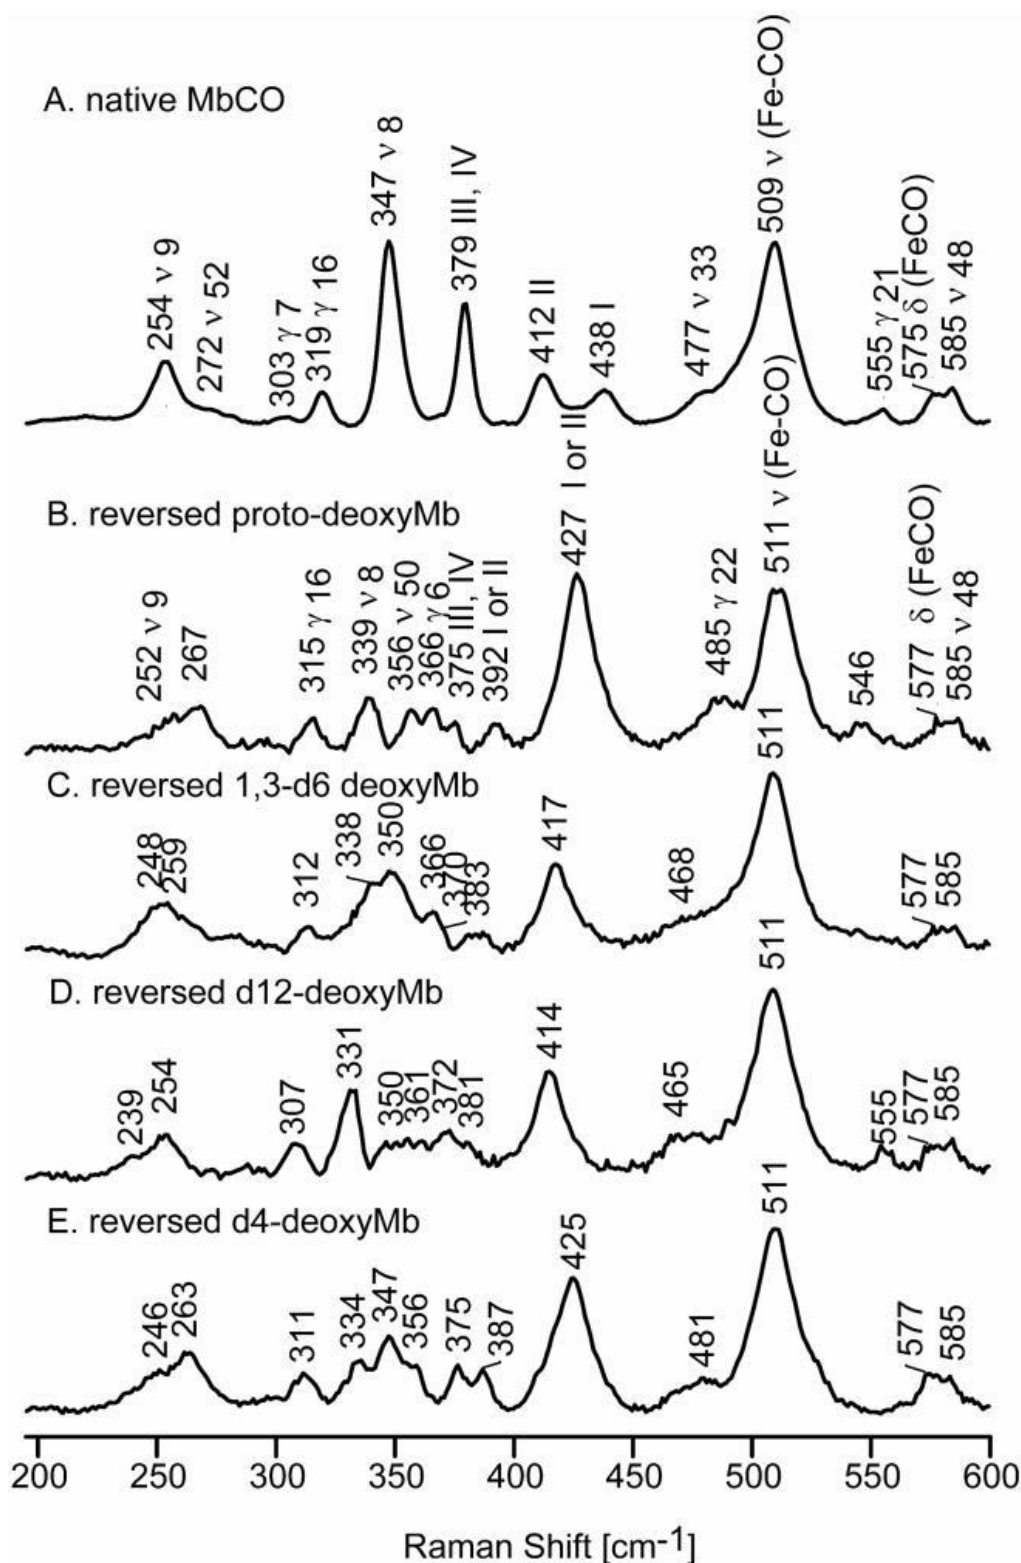 A. native MbCO
254 ν 9
272 ν 52
303 γ 7
319 γ 16
347 ν 8
379 III, IV
412 II
438 I
477 ν 33
509 ν (Fe-CO)
555 γ 21
575 δ (FeCO)
585 ν 48
B. reversed proto-deoxyMb
252 ν 9
267
315 γ 16
339 ν 8
356 ν 50
366 γ 6
375 III, IV
392 I or II
427 I or II
485 γ 22
511 ν (Fe-CO)
546
577 δ (FeCO)
585 ν 48
C. reversed 1,3-d6 deoxyMb
248
259
312
338
350
366
370
383
417
468
511
577
585
D. reversed d12-deoxyMb
239
254
307
331
350
361
372
381
414
465
511
555
577
585
E. reversed d4-deoxyMb
246
263
311
334
347
356
375
387
425
481
511
577
585
200 250 300 350 400 450 500 550 600
Raman Shift [cm-1]